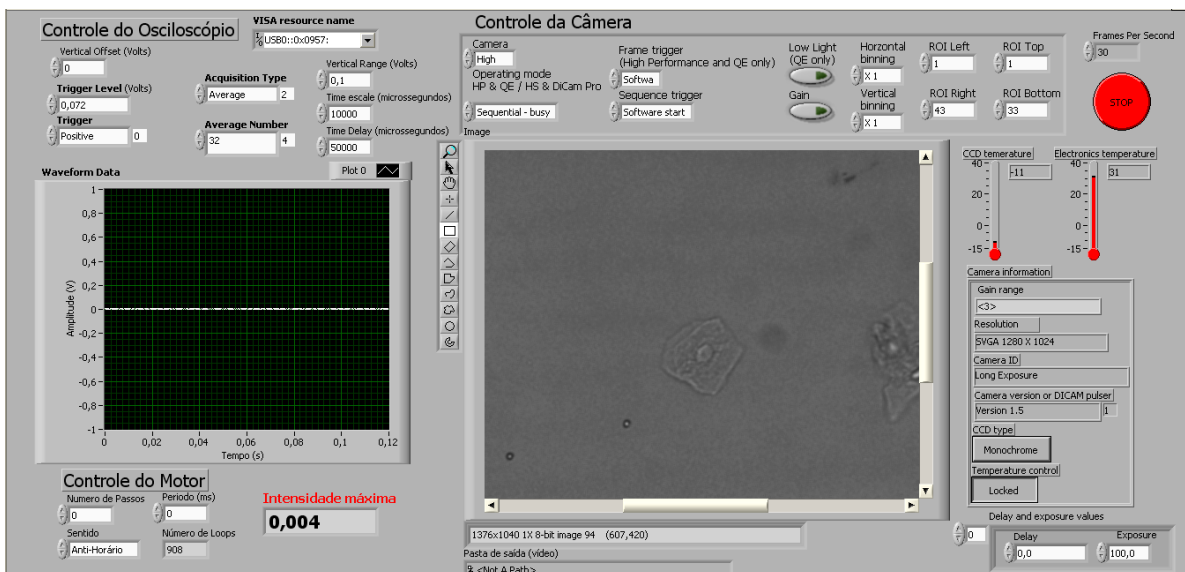 Controle do Osciloscópio
VISA resource name
USB0::0x0957:
Vertical Offset (Volts)
0
Trigger Level (Volts)
0,072
Trigger
Positive
0
Acquisition Type
Average
2
Average Number
32
4
Vertical Range (Volts)
0,1
Time escale (microssegundos)
10000
Time Delay (microssegundos)
50000
Controle da Câmera
Camera
High
Operating mode
HP & QE / HS & DiCam Pro
Sequential - busy
Frame trigger
(High Performance and QE only)
Softwa
Sequence trigger
Software start
Low Light
(QE only)
Gain
Horzontal
binning
X 1
Vertical
binning
X 1
ROI Left
1
ROI Top
1
ROI Right
43
ROI Bottom
33
Frames Per Second
30
STOP
Image
Waveform Data
Plot 0
1
0,8
0,6
0,4
0,2
0
-0,2
-0,4
-0,6
-0,8
-1
Amplitude (V)
0 0,02 0,04 0,06 0,08 0,1 0,12
Tempo (s)
CCD temerature
40
20
0
-15
-11
Electronics temperature
40
20
0
-15
31
Camera information
Gain range
<3>
Resolution
SVGA 1280 X 1024
Camera ID
Long Exposure
Camera version or DICAM pulser
Version 1.5
1
CCD type
Monochrome
Temperature control
Locked
Controle do Motor
Numero de Passos
0
Periodo (ms)
0
Sentido
Anti-Horário
Número de Loops
908
Intensidade máxima
0,004
1376x1040 1X 8-bit image 94 (607,420)
Pasta de saída (vídeo)
<Not A Path>
Delay and exposure values
0
Delay
0,0
Exposure
100,0